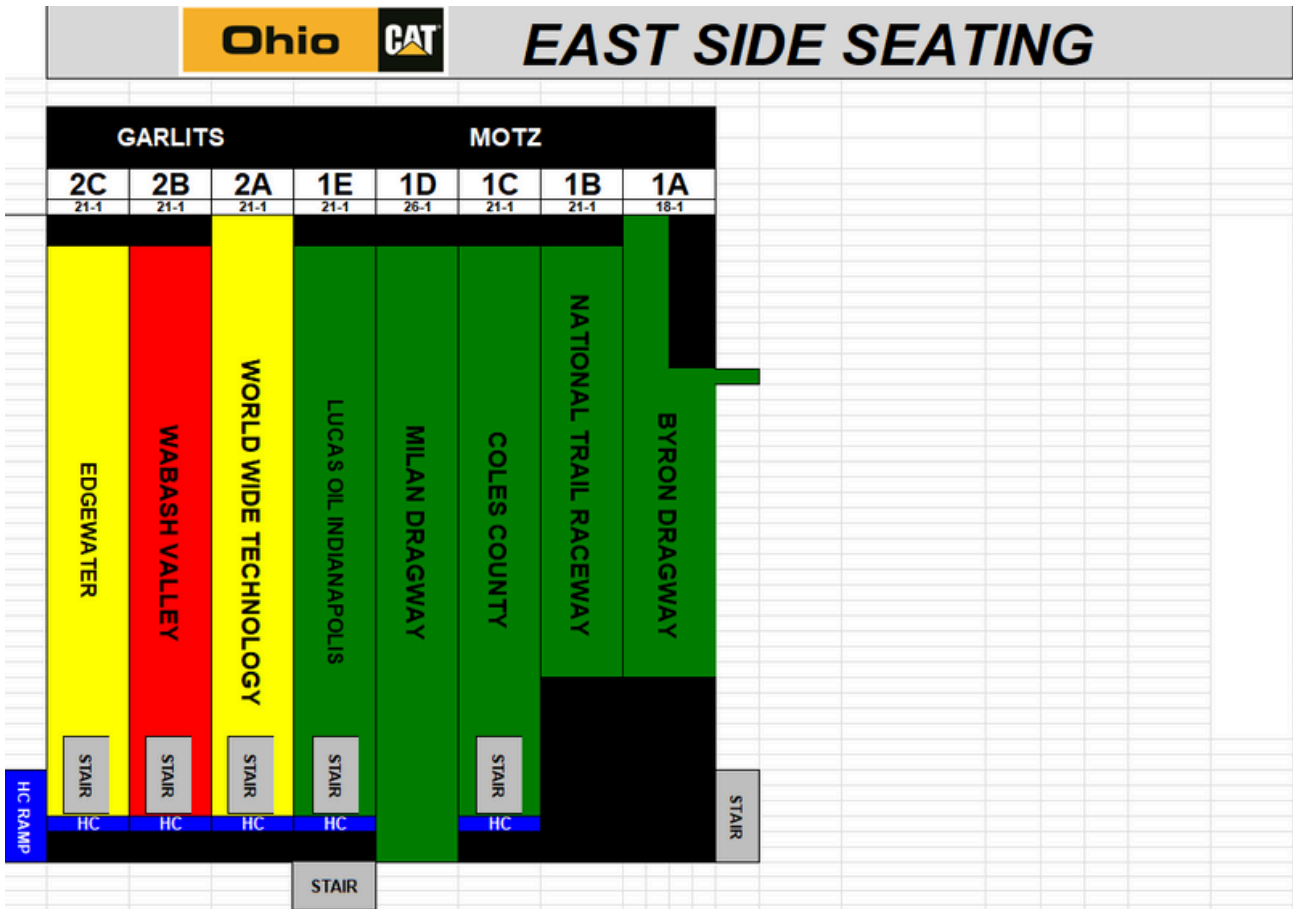 Ohio CAT EAST SIDE SEATING
GARLITS MOTZ
2C 2B 2A 1E 1D 1C 1B 1A
21-1 21-1 21-1 21-1 26-1 21-1 21-1 18-1
EDGEWATER
WABASH VALLEY
WORLD WIDE TECHNOLOGY
LUCAS OIL INDIANAPOLIS
MILAN DRAGWAY
COLES COUNTY
NATIONAL TRAIL RACEWAY
BYRON DRAGWAY
STAIR STAIR STAIR STAIR STAIR
HC RAMP
HC HC HC HC HC
STAIR
STAIR